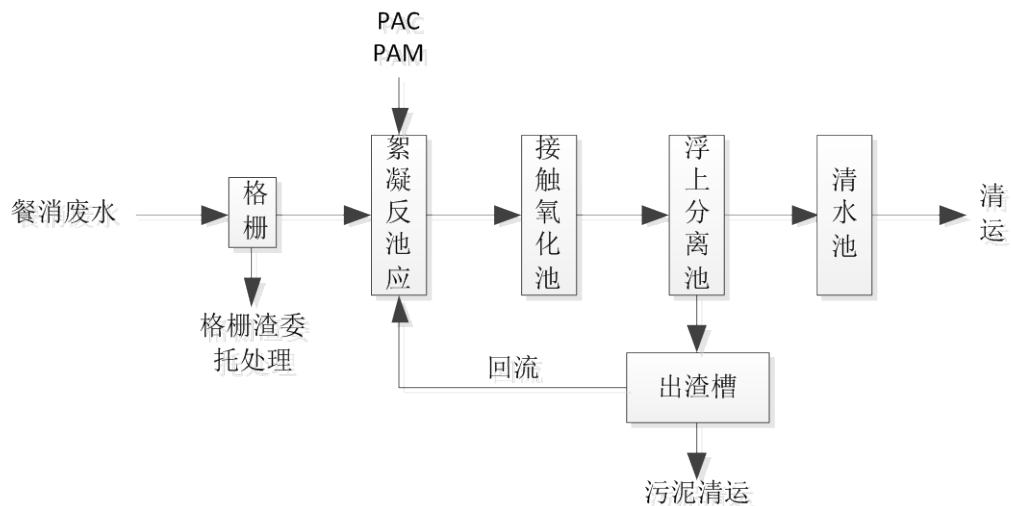 PAC
PAM
餐消废水
格栅
絮凝反池应
接触氧化池
浮上分离池
清水池
清运
格栅渣委
托处理
回流
出渣槽
污泥清运